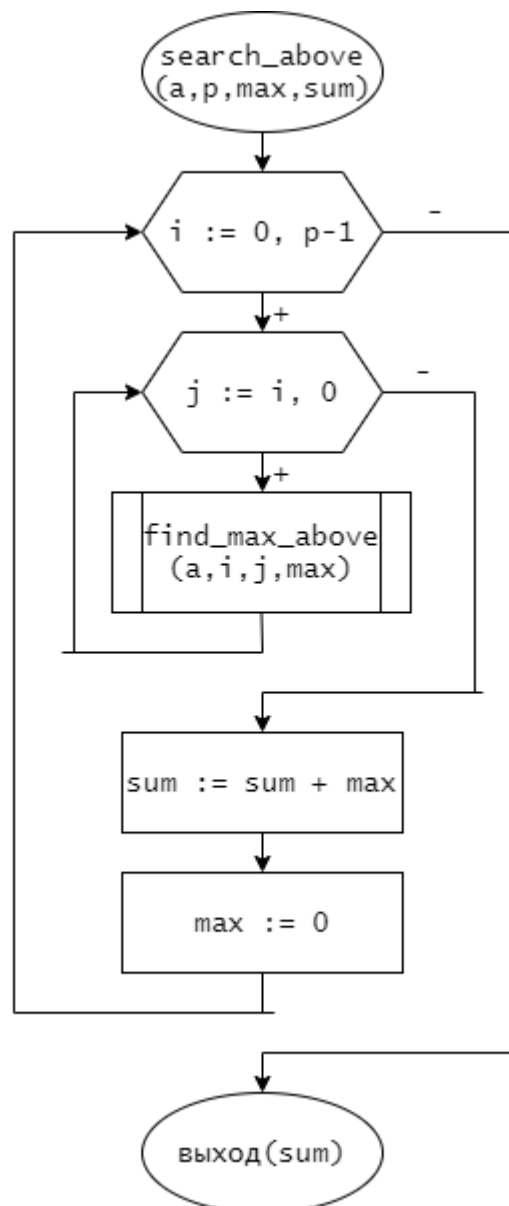 search_above
(a,p,max,sum)
i := 0, p-1
-
+
j := i, 0
-
+
find_max_above
(a,i,j,max)
sum := sum + max
max := 0
выход(sum)